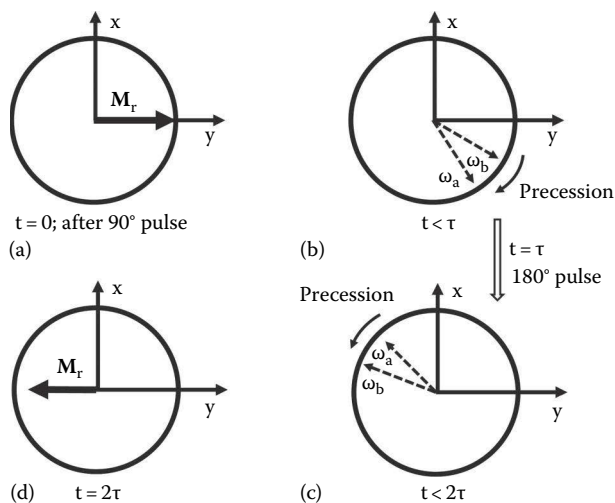 x
M_r
y
t = 0; after 90° pulse
(a)
x
y
ω_a
ω_b
Precession
t < τ
(b)
t = τ
180° pulse
x
M_r
y
(d)
t = 2τ
Precession
x
ω_a
ω_b
y
(c)
t < 2τ